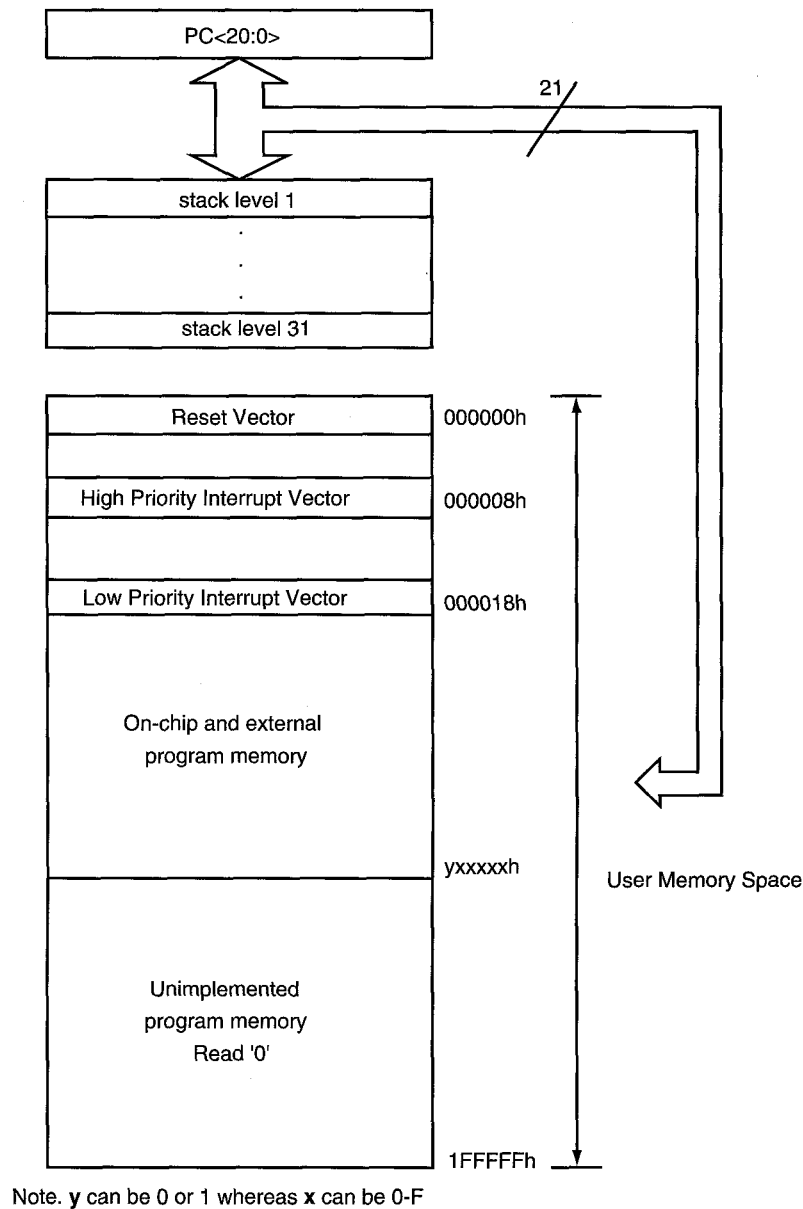 PC<20:0>
21
stack level 1
.
.
.
stack level 31
Reset Vector
000000h
High Priority Interrupt Vector
000008h
Low Priority Interrupt Vector
000018h
On-chip and external
program memory
yxxxxxh
User Memory Space
Unimplemented
program memory
Read '0'
1FFFFFh
Note. y can be 0 or 1 whereas x can be 0-F